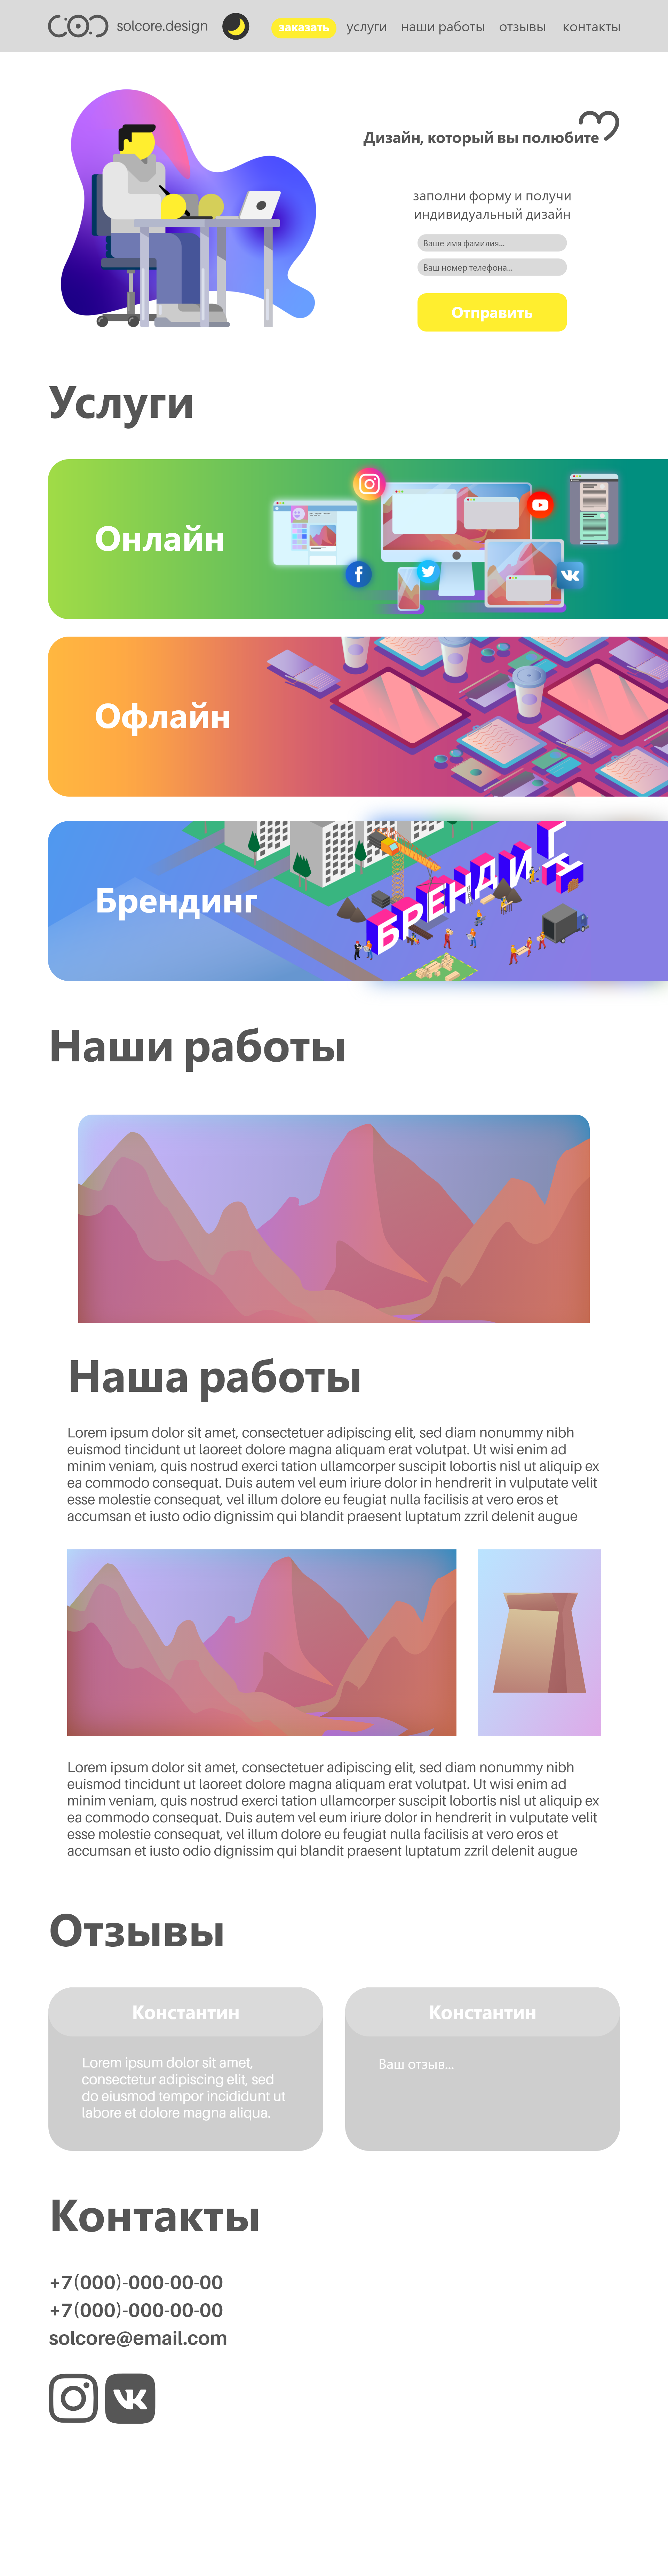 solcore.design
заказать
услуги
наши работы
отзывы
контакты
Дизайн, который вы полюбите
заполни форму и получи
индивидуальный дизайн
Ваше имя фамилия...
Ваш номер телефона...
Отправить
Услуги
Онлайн
Офлайн
Брендинг
БРЕНДИНГ
Наши работы
Наша работы
Lorem ipsum dolor sit amet, consectetuer adipiscing elit, sed diam nonummy nibh
euismod tincidunt ut laoreet dolore magna aliquam erat volutpat. Ut wisi enim ad
minim veniam, quis nostrud exerci tation ullamcorper suscipit lobortis nisl ut aliquip ex
ea commodo consequat. Duis autem vel eum iriure dolor in hendrerit in vulputate velit
esse molestie consequat, vel illum dolore eu feugiat nulla facilisis at vero eros et
accumsan et iusto odio dignissim qui blandit praesent luptatum zzril delenit augue
Lorem ipsum dolor sit amet, consectetuer adipiscing elit, sed diam nonummy nibh
euismod tincidunt ut laoreet dolore magna aliquam erat volutpat. Ut wisi enim ad
minim veniam, quis nostrud exerci tation ullamcorper suscipit lobortis nisl ut aliquip ex
ea commodo consequat. Duis autem vel eum iriure dolor in hendrerit in vulputate velit
esse molestie consequat, vel illum dolore eu feugiat nulla facilisis at vero eros et
accumsan et iusto odio dignissim qui blandit praesent luptatum zzril delenit augue
Отзывы
Константин
Lorem ipsum dolor sit amet,
consectetur adipiscing elit, sed
do eiusmod tempor incididunt ut
labore et dolore magna aliqua.
Константин
Ваш отзыв...
Контакты
+7(000)-000-00-00
+7(000)-000-00-00
solcore@email.com